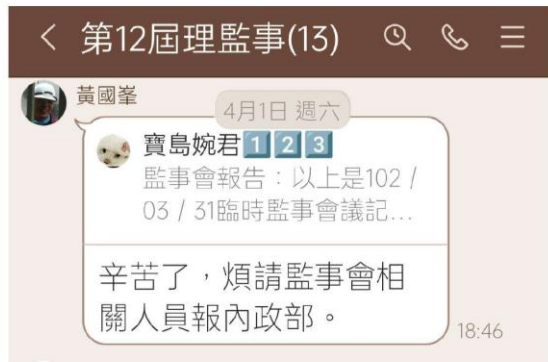 第12屆理監事(13)
黃國峯
4月1日 週六
寶島婉君1️⃣2️⃣3️⃣
監事會報告：以上是102 /
03 / 31臨時監事會議記...
辛苦了，煩請監事會相
關人員報內政部。
18:46